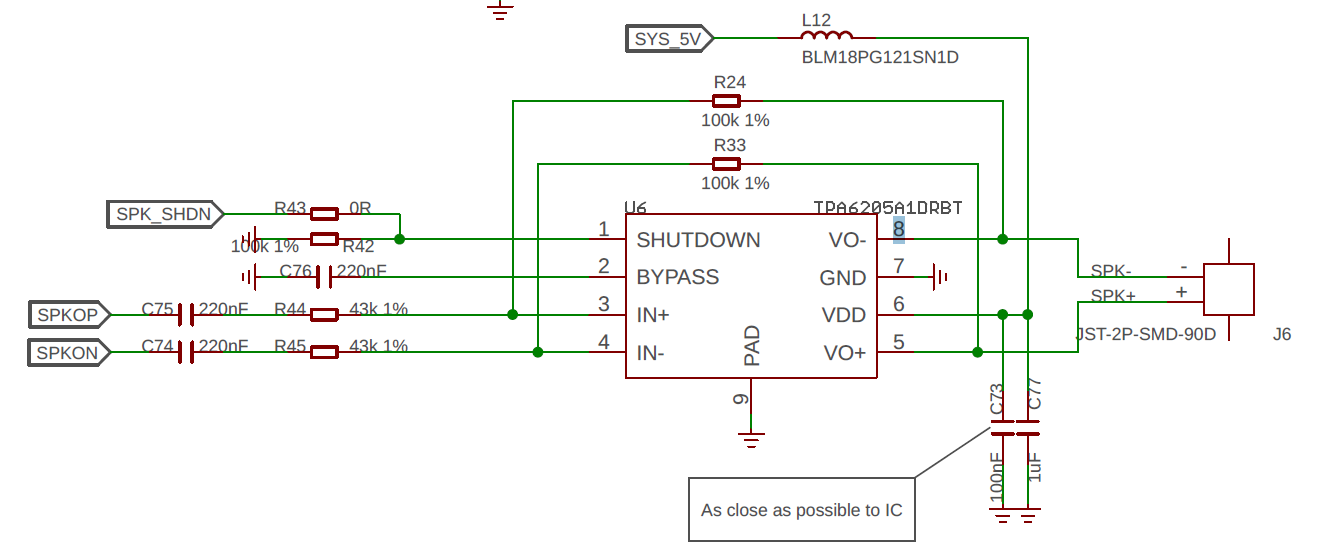 L12
SYS_5V
BLM18PG121SN1D
R24
100k 1%
R33
100k 1%
SPK_SHDN
R43 0R
100k 1% R42
U6 TPA6205A1DRBT
1 SHUTDOWN VO- 8
C76 220nF
2 BYPASS GND 7
SPKOP
C75 220nF R44 43k 1%
3 IN+ VDD 6
SPKON
C74 220nF R45 43k 1%
4 IN- VO+ 5
PAD
9
SPK- -
SPK+ +
JST-2P-SMD-90D J6
C73
C77
100nF
1uF
As close as possible to IC